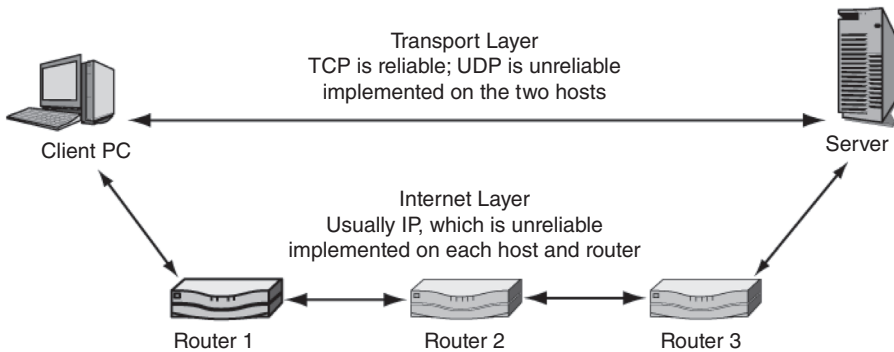 Transport Layer
TCP is reliable; UDP is unreliable
implemented on the two hosts
Client PC
Server
Internet Layer
Usually IP, which is unreliable
implemented on each host and router
Router 1
Router 2
Router 3